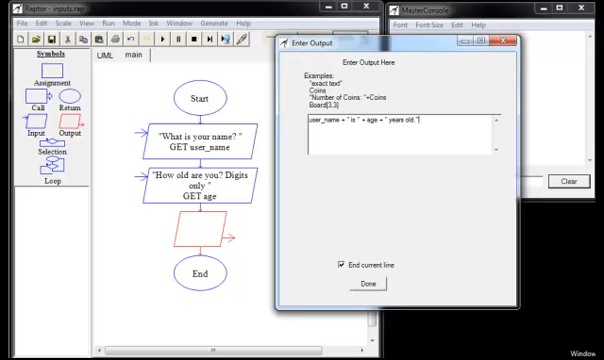 Raptor - inputs.rap
File Edit Scale View Run Mode Ink Window Generate Help
Symbols
Assignment
Call Return
Input Output
Selection
Loop
UML main
Start
"What is your name? "
GET user_name
"How old are you? Digits
only "
GET age
End
MasterConsole
Font Font Size Edit Help
Clear
Enter Output
Enter Output Here
Examples:
"exact text"
Coins
"Number of Coins: "+Coins
Board[3,3]
user_name + " is " + age + " years old."
End current line
Done
Window